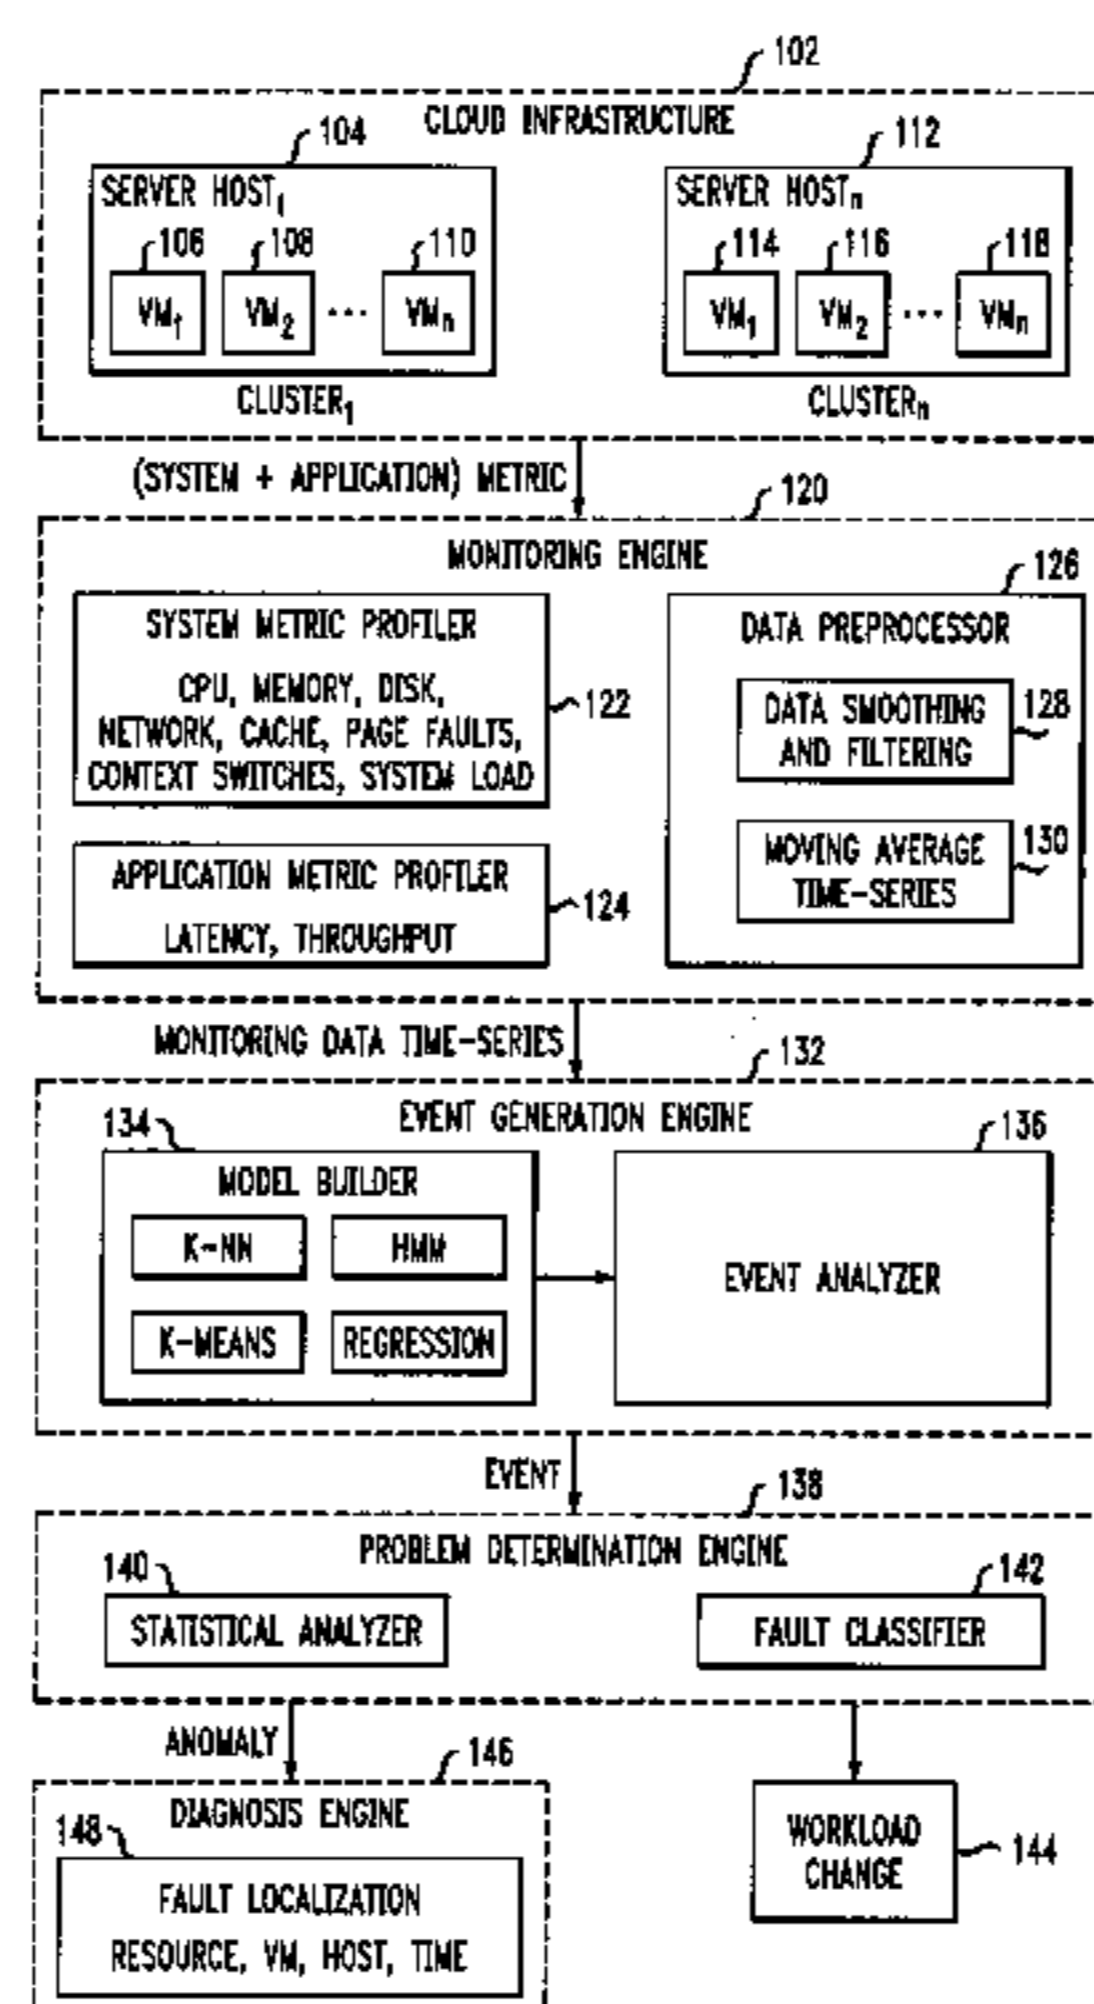 102
CLOUD INFRASTRUCTURE
104
112
SERVER HOST1
SERVER HOSTn
106
108
110
114
116
118
VM1
VM2
...
VMn
VM1
VM2
...
VMn
CLUSTER1
CLUSTERn
(SYSTEM + APPLICATION) METRIC
120
MONITORING ENGINE
126
SYSTEM METRIC PROFILER
CPU, MEMORY, DISK,
NETWORK, CACHE, PAGE FAULTS,
CONTEXT SWITCHES, SYSTEM LOAD
122
DATA PREPROCESSOR
DATA SMOOTHING
AND FILTERING
128
MOVING AVERAGE
TIME-SERIES
130
APPLICATION METRIC PROFILER
LATENCY, THROUGHPUT
124
MONITORING DATA TIME-SERIES
132
EVENT GENERATION ENGINE
134
136
MODEL BUILDER
K-NN
HMM
K-MEANS
REGRESSION
EVENT ANALYZER
EVENT
138
PROBLEM DETERMINATION ENGINE
140
142
STATISTICAL ANALYZER
FAULT CLASSIFIER
ANOMALY
146
DIAGNOSIS ENGINE
148
FAULT LOCALIZATION
RESOURCE, VM, HOST, TIME
WORKLOAD
CHANGE
144